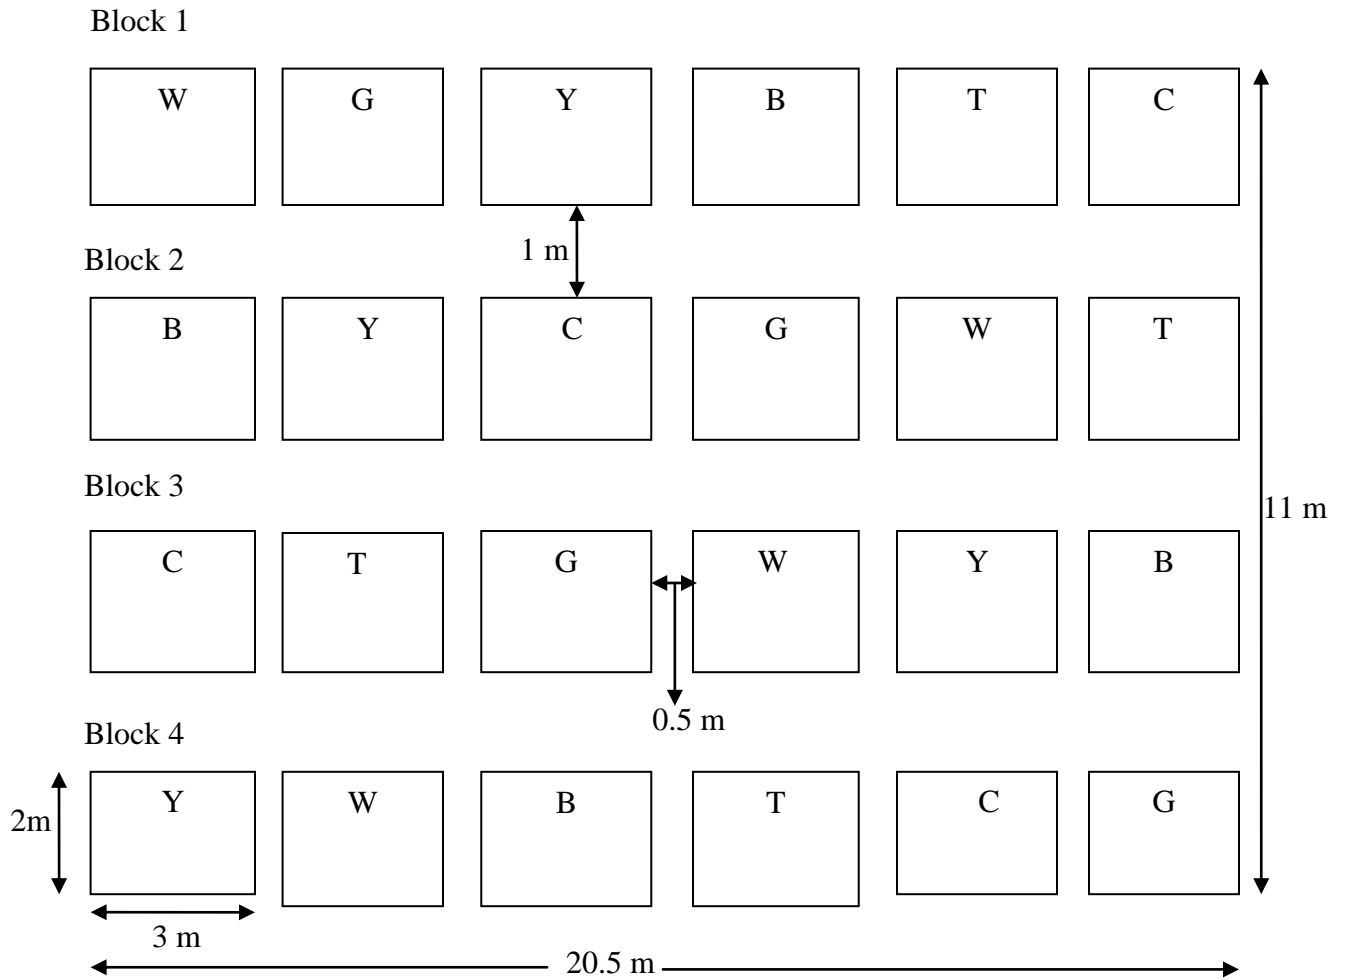 Block 1
W G Y B T C
1 m
Block 2
B Y C G W T
Block 3
11 m
C T G W Y B
0.5 m
Block 4
Y W B T C G
2m
3 m
20.5 m